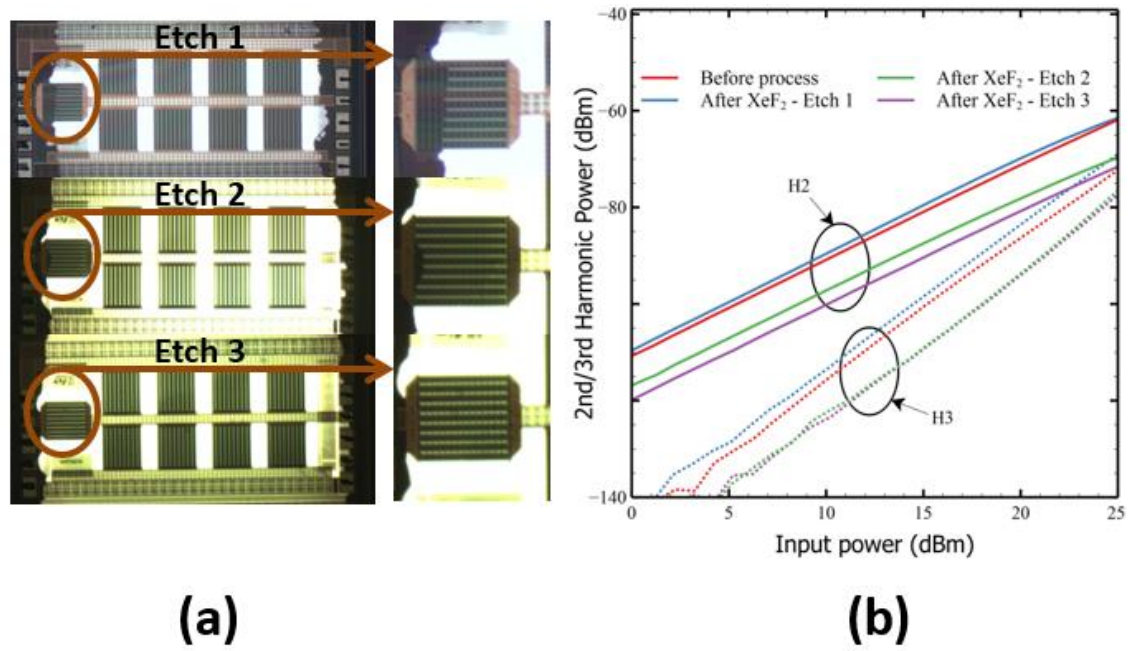 Etch 1
Etch 2
Etch 3
(a)
−40
−60
−80
−140
2nd/3rd Harmonic Power (dBm)
Before process
After XeF₂ - Etch 1
After XeF₂ - Etch 2
After XeF₂ - Etch 3
H2
H3
0
5
10
15
20
25
Input power (dBm)
(b)